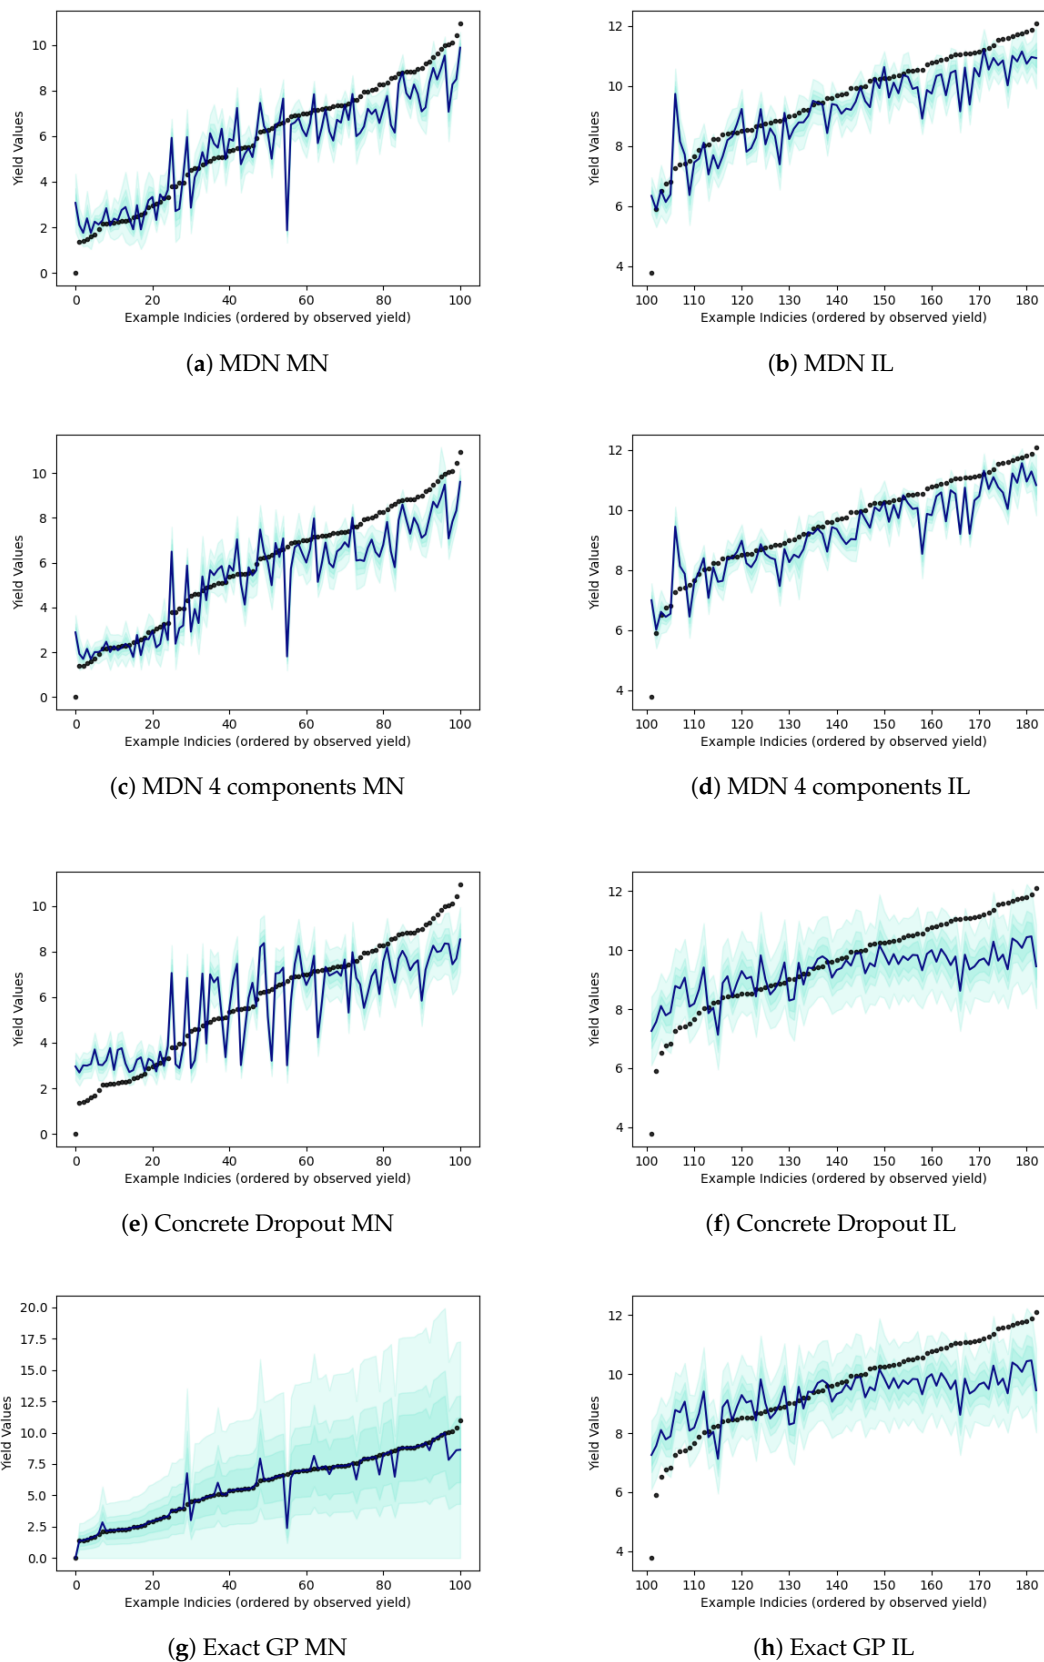 10
8
6
4
2
0
Yield Values
0 20 40 60 80 100
Example Indicies (ordered by observed yield)
(a) MDN MN
12
10
8
6
4
Yield Values
100 110 120 130 140 150 160 170 180
Example Indicies (ordered by observed yield)
(b) MDN IL
10
8
6
4
2
0
Yield Values
0 20 40 60 80 100
Example Indicies (ordered by observed yield)
(c) MDN 4 components MN
12
10
8
6
4
Yield Values
100 110 120 130 140 150 160 170 180
Example Indicies (ordered by observed yield)
(d) MDN 4 components IL
10
8
6
4
2
0
Yield Values
0 20 40 60 80 100
Example Indicies (ordered by observed yield)
(e) Concrete Dropout MN
12
10
8
6
4
Yield Values
100 110 120 130 140 150 160 170 180
Example Indicies (ordered by observed yield)
(f) Concrete Dropout IL
20.0
17.5
15.0
12.5
10.0
7.5
5.0
2.5
0.0
Yield Values
0 20 40 60 80 100
Example Indicies (ordered by observed yield)
(g) Exact GP MN
12
10
8
6
4
Yield Values
100 110 120 130 140 150 160 170 180
Example Indicies (ordered by observed yield)
(h) Exact GP IL